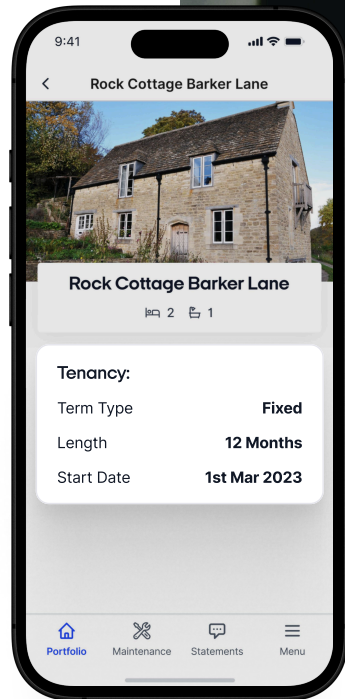 9:41
Rock Cottage Barker Lane
Rock Cottage Barker Lane
2 1
Tenancy:
Term Type Fixed
Length 12 Months
Start Date 1st Mar 2023
Portfolio Maintenance Statements Menu